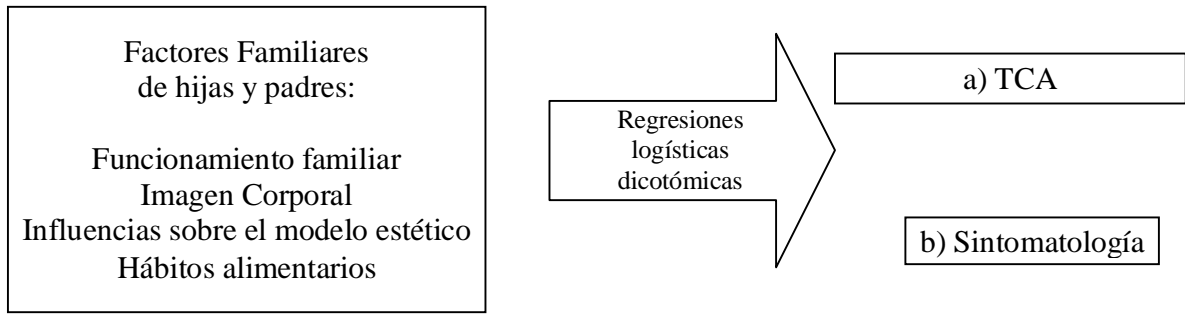 Factores Familiares
de hijas y padres:
Funcionamiento familiar
Imagen Corporal
Influencias sobre el modelo estético
Hábitos alimentarios
Regresiones
logísticas
dicotómicas
a) TCA
b) Sintomatología